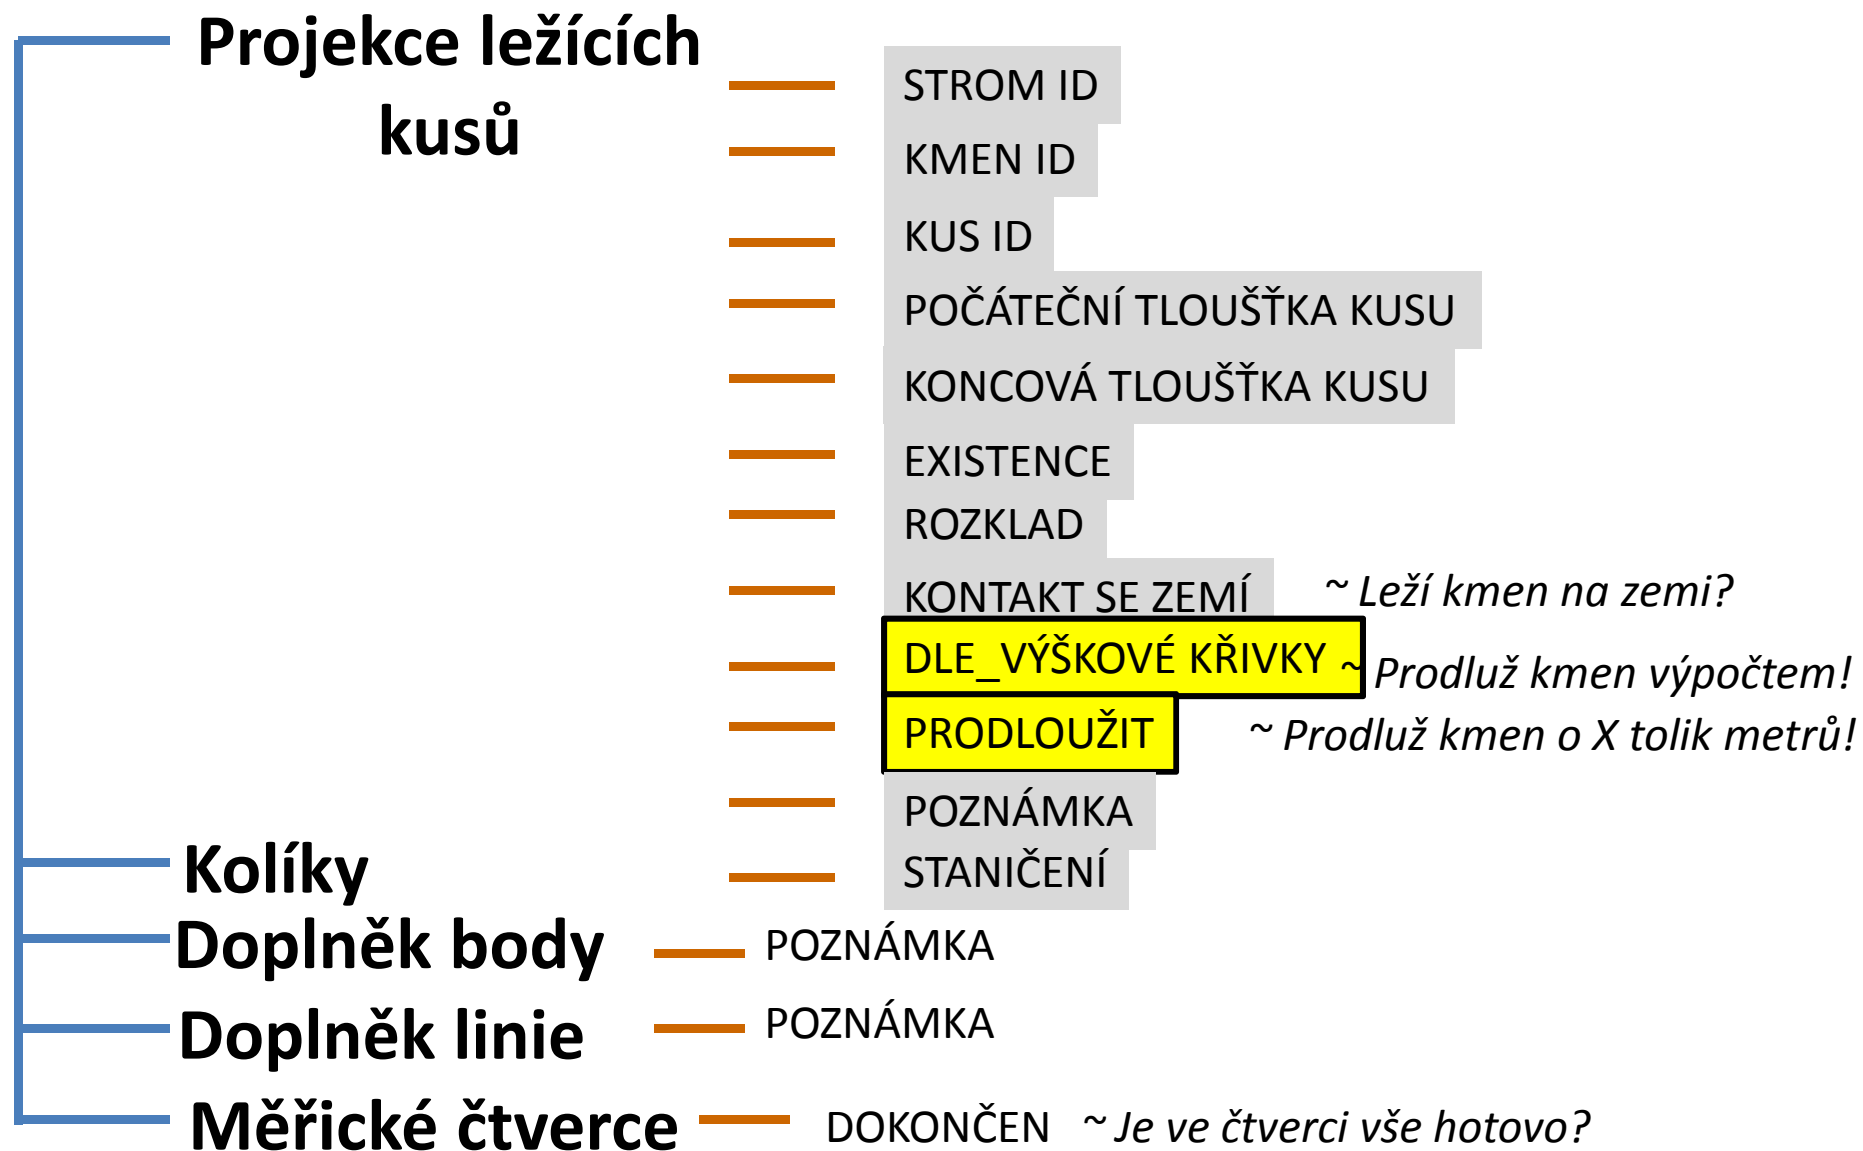 Projekce ležících
kusů
STROM ID
KMEN ID
KUS ID
POČÁTEČNÍ TLOUŠŤKA KUSU
KONCOVÁ TLOUŠŤKA KUSU
EXISTENCE
ROZKLAD
KONTAKT SE ZEMÍ ~ Leží kmen na zemi?
DLE_VÝŠKOVÉ KŘIVKY ~ Prodluž kmen výpočtem!
PRODLOUŽIT ~ Prodluž kmen o X tolik metrů!
POZNÁMKA
STANIČENÍ
Kolíky
Doplněk body POZNÁMKA
Doplněk linie POZNÁMKA
Měřické čtverce DOKONČEN ~ Je ve čtverci vše hotovo?